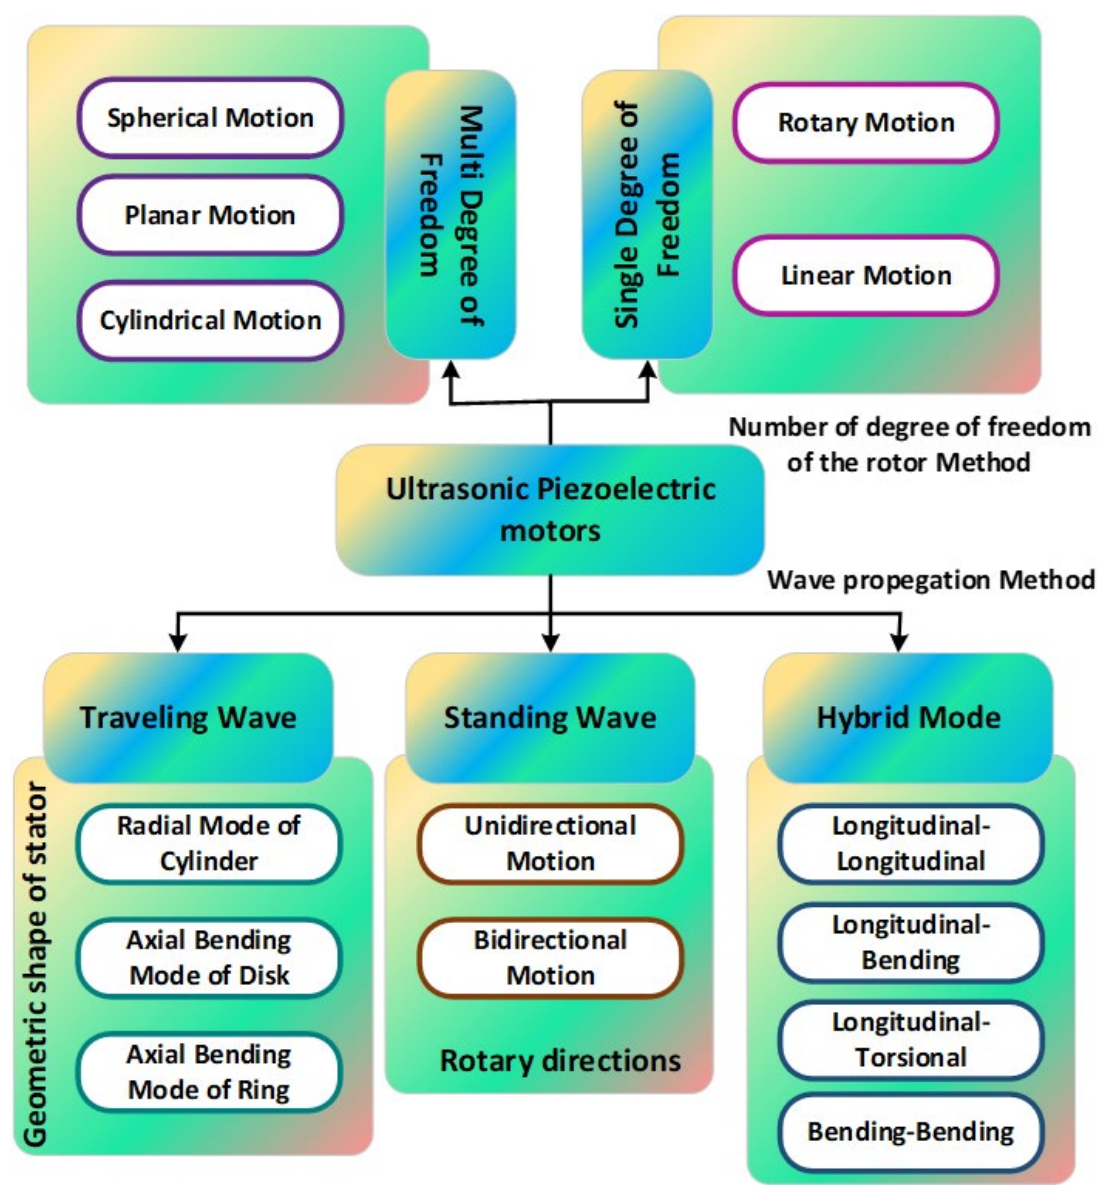 Spherical Motion
Planar Motion
Cylindrical Motion
Multi Degree of
Freedom
Single Degree of
Freedom
Rotary Motion
Linear Motion
Number of degree of freedom
of the rotor Method
Ultrasonic Piezoelectric
motors
Wave propegation Method
Traveling Wave
Geometric shape of stator
Radial Mode of
Cylinder
Axial Bending
Mode of Disk
Axial Bending
Mode of Ring
Standing Wave
Unidirectional
Motion
Bidirectional
Motion
Rotary directions
Hybrid Mode
Longitudinal-
Longitudinal
Longitudinal-
Bending
Longitudinal-
Torsional
Bending-Bending